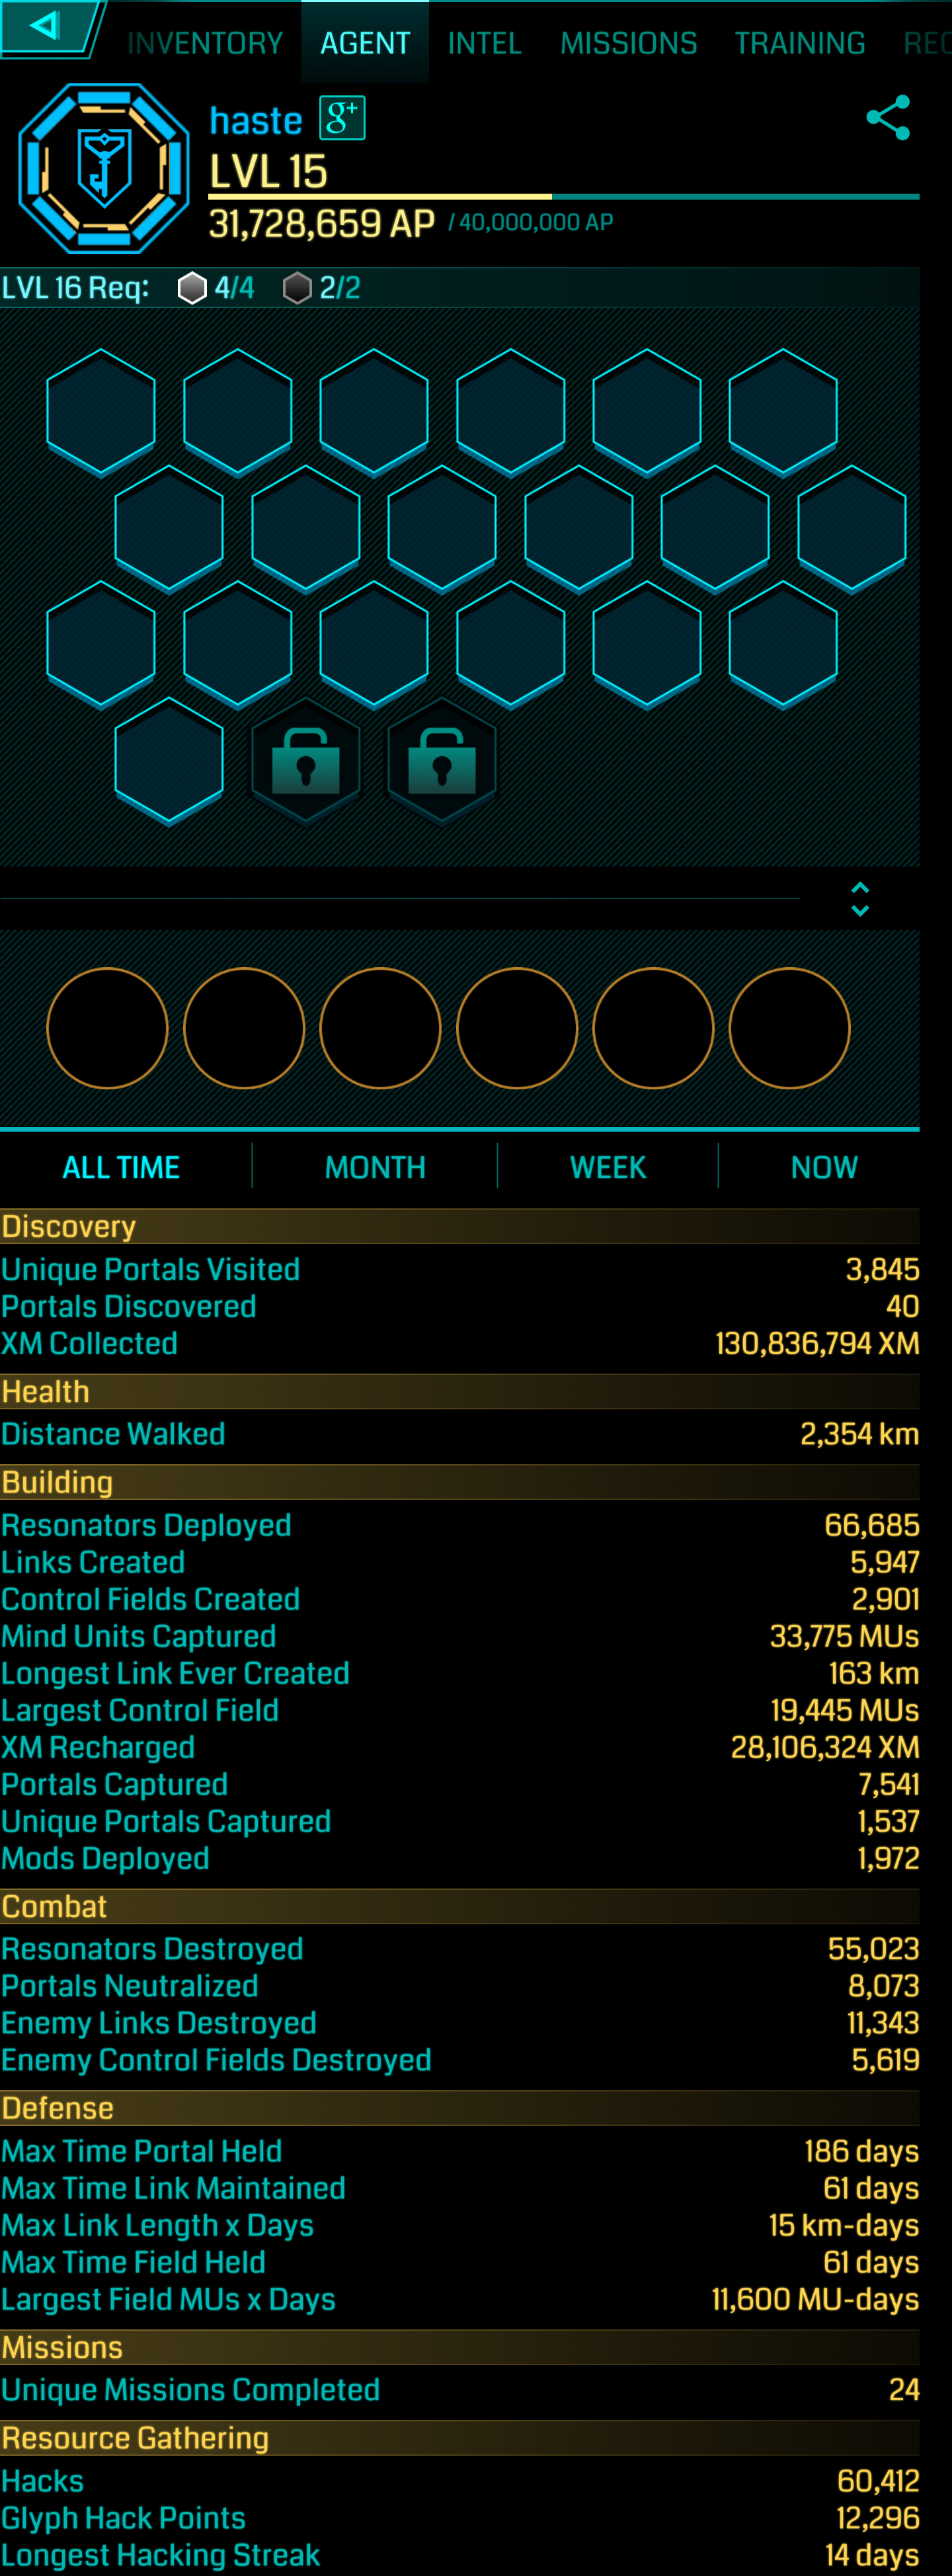 INVENTORY AGENT INTEL MISSIONS TRAINING REC
haste g+
LVL 15
31,728,659 AP / 40,000,000 AP
LVL 16 Req: 4/4 2/2
ALL TIME MONTH WEEK NOW
Discovery
Unique Portals Visited 3,845
Portals Discovered 40
XM Collected 130,836,794 XM
Health
Distance Walked 2,354 km
Building
Resonators Deployed 66,685
Links Created 5,947
Control Fields Created 2,901
Mind Units Captured 33,775 MUs
Longest Link Ever Created 163 km
Largest Control Field 19,445 MUs
XM Recharged 28,106,324 XM
Portals Captured 7,541
Unique Portals Captured 1,537
Mods Deployed 1,972
Combat
Resonators Destroyed 55,023
Portals Neutralized 8,073
Enemy Links Destroyed 11,343
Enemy Control Fields Destroyed 5,619
Defense
Max Time Portal Held 186 days
Max Time Link Maintained 61 days
Max Link Length x Days 15 km-days
Max Time Field Held 61 days
Largest Field MUs x Days 11,600 MU-days
Missions
Unique Missions Completed 24
Resource Gathering
Hacks 60,412
Glyph Hack Points 12,296
Longest Hacking Streak 14 days